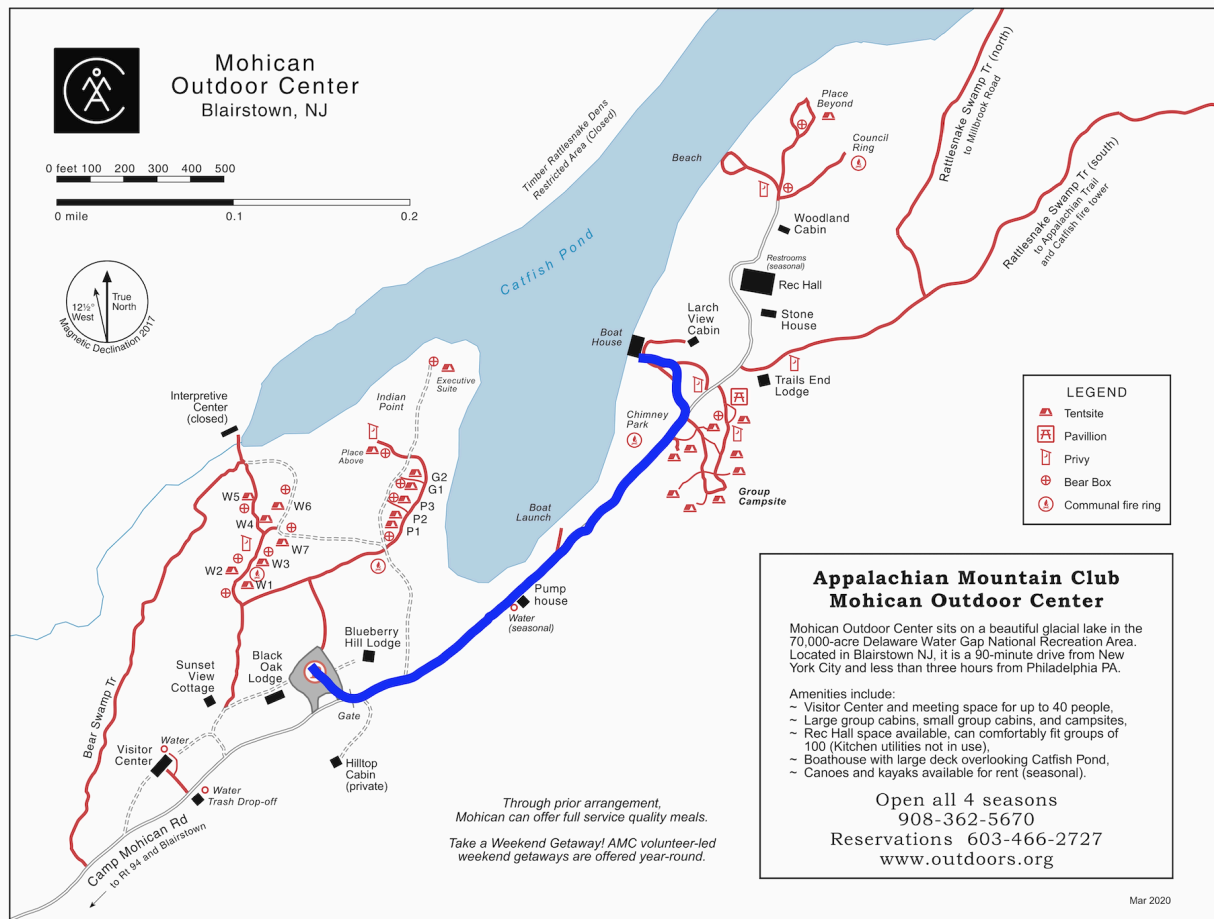 Mohican
Outdoor Center
Blairstown, NJ
0 feet 100 200 300 400 500
0 mile 0.1 0.2
True
North
12½°
West
Magnetic Declination 2017
Timber Rattlesnake Dens
Restricted Area (Closed)
Catfish Pond
Place
Beyond
Council
Ring
Beach
Woodland
Cabin
Restrooms
(seasonal)
Rec Hall
Stone
House
Larch
View
Cabin
Boat
House
Trails End
Lodge
Rattlesnake Swamp Tr (north)
to Millbrook Road
Rattlesnake Swamp Tr (south)
to Appalachian Trail
and Catfish fire tower
Chimney
Park
Group
Campsite
Boat
Launch
Pump
house
Water
(seasonal)
Executive
Suite
Indian
Point
Place
Above
G2
G1
P3
P2
P1
Interpretive
Center
(closed)
W5
W6
W4
W7
W3
W2
W1
Blueberry
Hill Lodge
Black
Oak
Lodge
Sunset
View
Cottage
Gate
Hilltop
Cabin
(private)
Bear Swamp Tr
Water
Visitor
Center
Water
Trash Drop-off
Camp Mohican Rd
to Rt 94 and Blairstown
LEGEND
Tentsite
Pavillion
Privy
Bear Box
Communal fire ring
Through prior arrangement,
Mohican can offer full service quality meals.
Take a Weekend Getaway! AMC volunteer-led
weekend getaways are offered year-round.
Appalachian Mountain Club
Mohican Outdoor Center
Mohican Outdoor Center sits on a beautiful glacial lake in the
70,000-acre Delaware Water Gap National Recreation Area.
Located in Blairstown NJ, it is a 90-minute drive from New
York City and less than three hours from Philadelphia PA.
Amenities include:
~ Visitor Center and meeting space for up to 40 people,
~ Large group cabins, small group cabins, and campsites,
~ Rec Hall space available, can comfortably fit groups of
100 (Kitchen utilities not in use),
~ Boathouse with large deck overlooking Catfish Pond,
~ Canoes and kayaks available for rent (seasonal).
Open all 4 seasons
908-362-5670
Reservations 603-466-2727
www.outdoors.org
Mar 2020